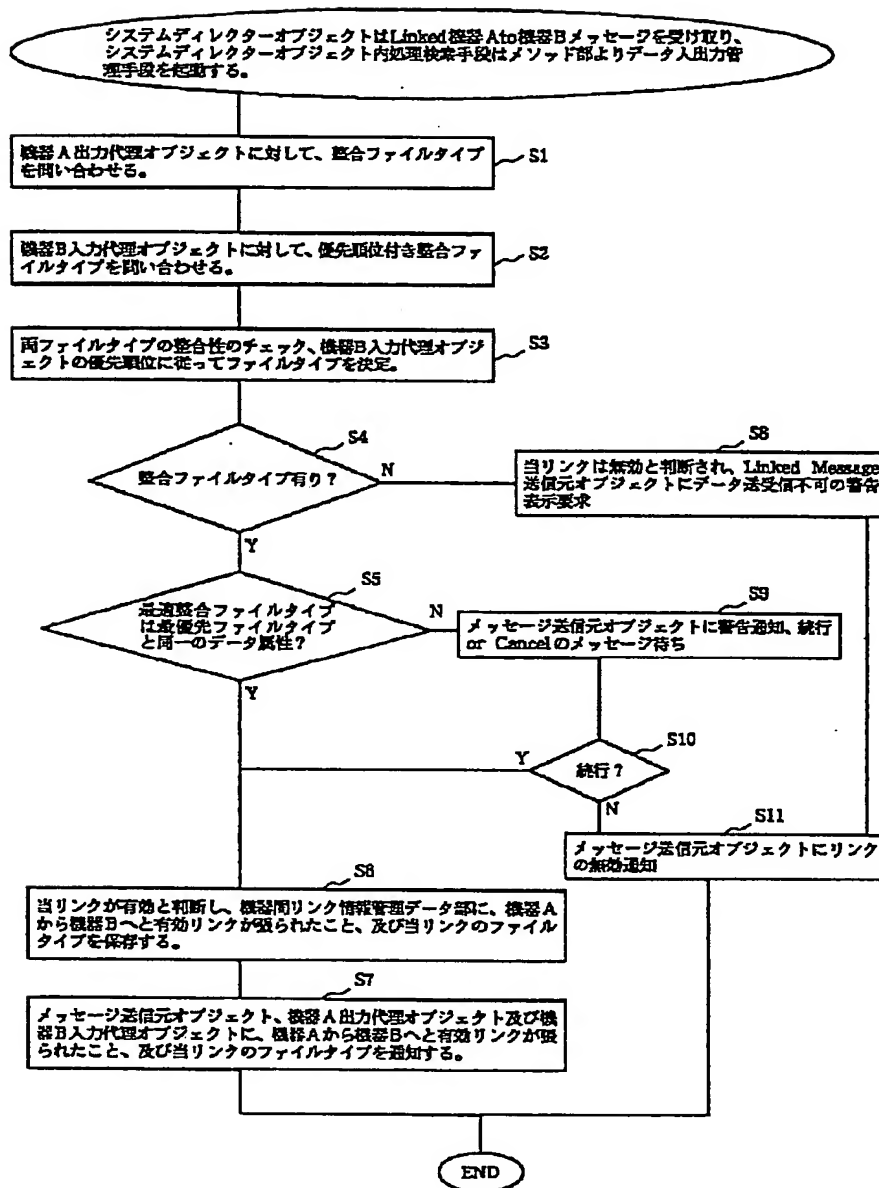 システムディレクターオブジェクトはLinked機器Ato機器Bメッセージを受け取り、
システムディレクターオブジェクト内処理検索手段はメソッド部よりデータ入出力管
理手段を起動する。
機器A出力代理オブジェクトに対して、整合ファイルタイプ
を問い合わせる。
S1
機器B入力代理オブジェクトに対して、優先順位付き整合ファ
イルタイプを問い合わせる。
S2
両ファイルタイプの整合性のチェック、機器B入力代理オブジ
ェクトの優先順位に従ってファイルタイプを決定。
S3
S4
整合ファイルタイプ有り？
N
Y
S8
当リンクは無効と判断され、Linked Message
送信元オブジェクトにデータ送受信不可の警告
表示要求
S5
最適整合ファイルタイプ
は最優先ファイルタイプ
と同一のデータ属性？
N
Y
S9
メッセージ送信元オブジェクトに警告通知、続行
or Cancelのメッセージ待ち
S10
続行？
Y
N
S11
メッセージ送信元オブジェクトにリンク
の無効通知
S6
当リンクが有効と判断し、機器間リンク情報管理データ部に、機器A
から機器Bへと有効リンクが張られたこと、及び当リンクのファイル
タイプを保存する。
S7
メッセージ送信元オブジェクト、機器A出力代理オブジェクト及び機
器B入力代理オブジェクトに、機器Aから機器Bへと有効リンクが張
られたこと、及び当リンクのファイルタイプを通知する。
END